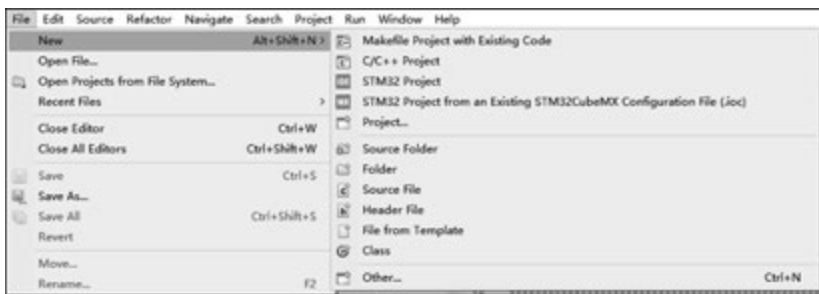 File Edit Source Refactor Navigate Search Project Run Window Help
New Alt+Shift+N >
Open File...
Open Projects from File System...
Recent Files >
Close Editor Ctrl+W
Close All Editors Ctrl+Shift+W
Save Ctrl+S
Save As...
Save All Ctrl+Shift+S
Revert
Move...
Rename... F2
Makefile Project with Existing Code
C/C++ Project
STM32 Project
STM32 Project from an Existing STM32CubeMX Configuration File (.ioc)
Project...
Source Folder
Folder
Source File
Header File
File from Template
Class
Other... Ctrl+N